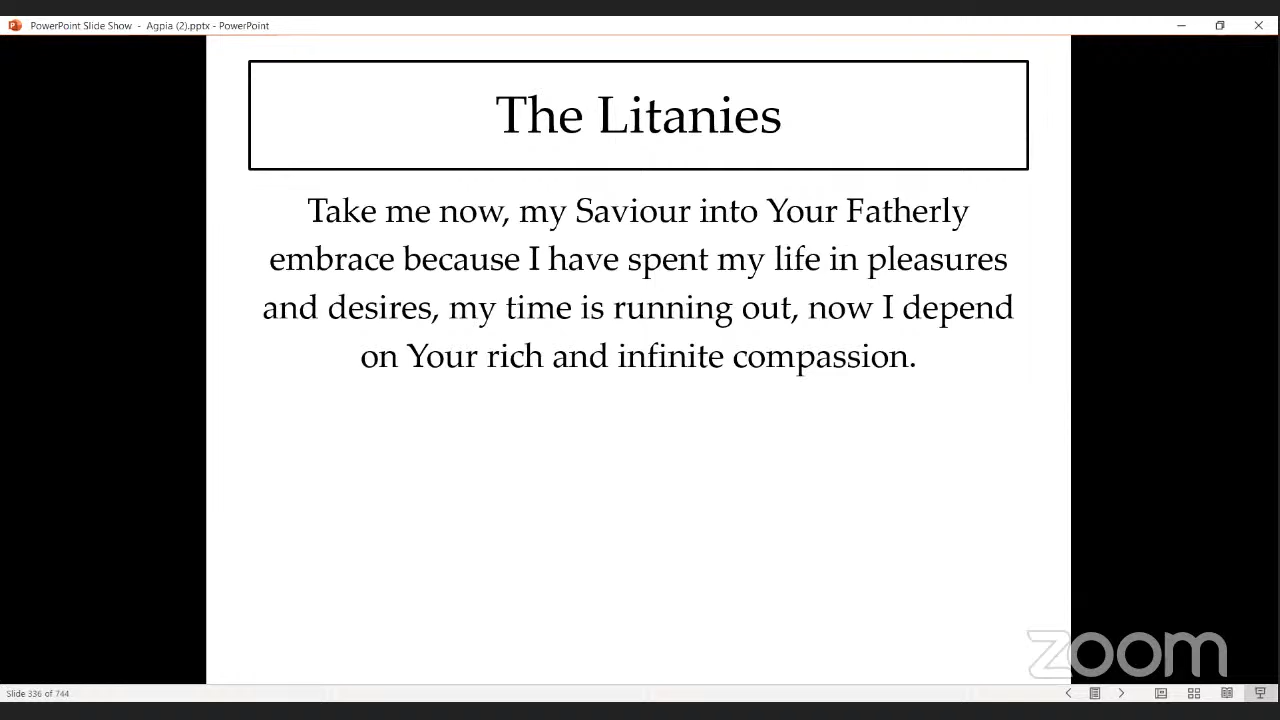 PowerPoint Slide Show - Agpia (2).pptx - PowerPoint
The Litanies
Take me now, my Saviour into Your Fatherly
embrace because I have spent my life in pleasures
and desires, my time is running out, now I depend
on Your rich and infinite compassion.
zoom
Slide 336 of 744